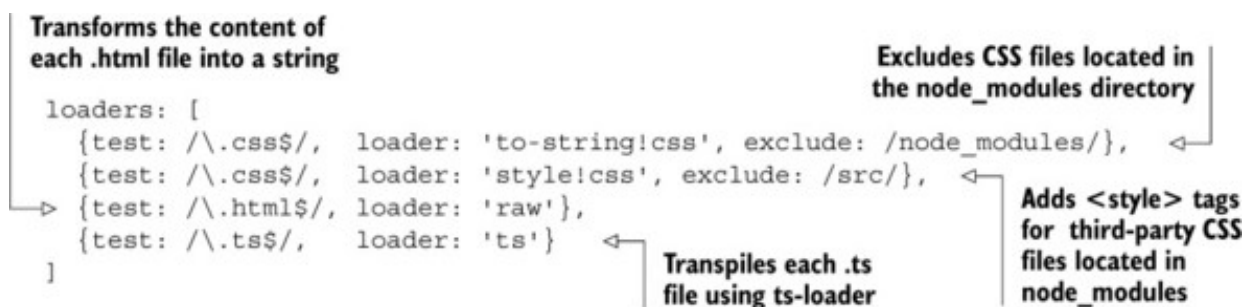 Transforms the content of
each .html file into a string
Excludes CSS files located in
the node_modules directory
loaders: [
{test: /\.css$/, loader: 'to-string!css', exclude: /node_modules/},
{test: /\.css$/, loader: 'style!css', exclude: /src/},
{test: /\.html$/, loader: 'raw'},
{test: /\.ts$/, loader: 'ts'}
]
Transpiles each .ts
file using ts-loader
Adds <style> tags
for third-party CSS
files located in
node_modules